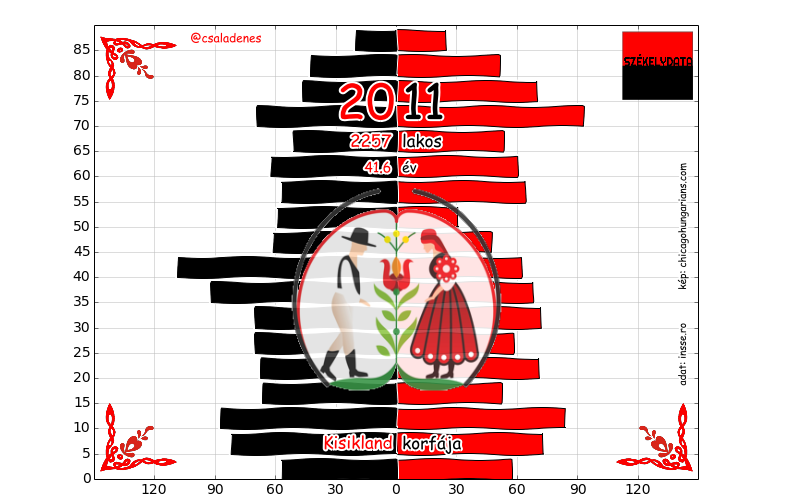 @csaladenes
SZÉKELYDATA
2011
2257 lakos
41.6 év
kép: chicagohungarians.com
adat: insse.ro
Kisikland korfája
85
80
75
70
65
60
55
50
45
40
35
30
25
20
15
10
5
0
120 90 60 30 0 30 60 90 120